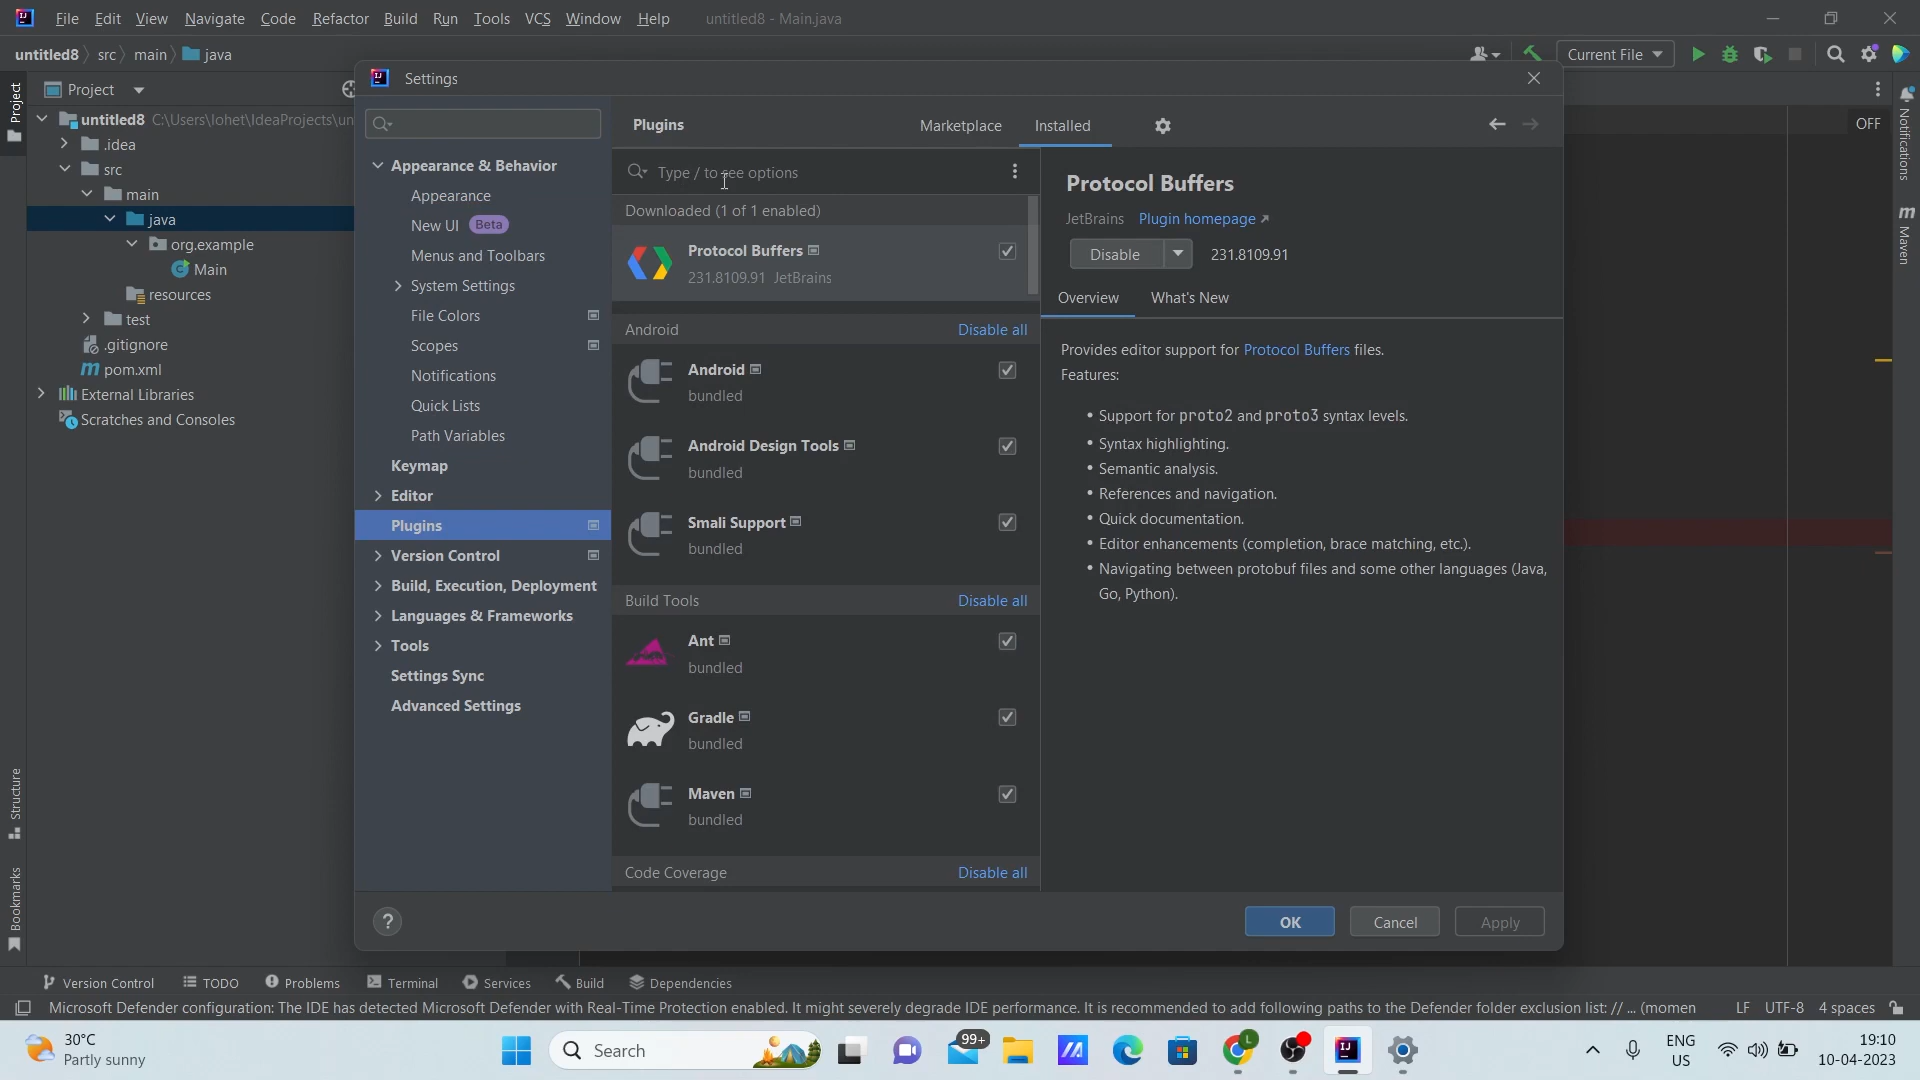 File Edit View Navigate Code Refactor Build Run Tools VCS Window Help untitled8 - Main.java
untitled8 src main java Current File
Settings
Project
Project
Plugins Marketplace Installed
untitled8 C:\Users\lohet\IdeaProjects\un
OFF
Notifications
Maven
.idea
src
main
java
org.example
Main
resources
test
.gitignore
pom.xml
External Libraries
Scratches and Consoles
Appearance & Behavior
Appearance
New UI Beta
Menus and Toolbars
System Settings
File Colors
Scopes
Notifications
Quick Lists
Path Variables
Keymap
Editor
Plugins
Version Control
Build, Execution, Deployment
Languages & Frameworks
Tools
Settings Sync
Advanced Settings
Type / to see options
Downloaded (1 of 1 enabled)
Protocol Buffers
231.8109.91 JetBrains
Android Disable all
Android
bundled
Android Design Tools
bundled
Smali Support
bundled
Build Tools Disable all
Ant
bundled
Gradle
bundled
Maven
bundled
Code Coverage Disable all
Protocol Buffers
JetBrains Plugin homepage ↗
Disable 231.8109.91
Overview What's New
Provides editor support for Protocol Buffers files.
Features:
• Support for proto2 and proto3 syntax levels.
• Syntax highlighting.
• Semantic analysis.
• References and navigation.
• Quick documentation.
• Editor enhancements (completion, brace matching, etc.).
• Navigating between protobuf files and some other languages (Java,
Go, Python).
? OK Cancel Apply
Structure
Bookmarks
Version Control TODO Problems Terminal Services Build Dependencies
Microsoft Defender configuration: The IDE has detected Microsoft Defender with Real-Time Protection enabled. It might severely degrade IDE performance. It is recommended to add following paths to the Defender folder exclusion list: // ... (momen LF UTF-8 4 spaces
30°C
Partly sunny
Search
99+
L
ENG
US
19:10
10-04-2023